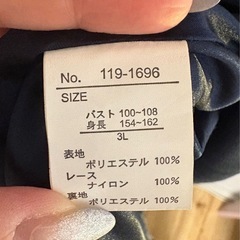 No. 119-1696
SIZE
バスト 100~108
身長 154~162
3L
表地
ポリエステル 100%
レース
ナイロン 100%
裏地
ポリエステル 100%